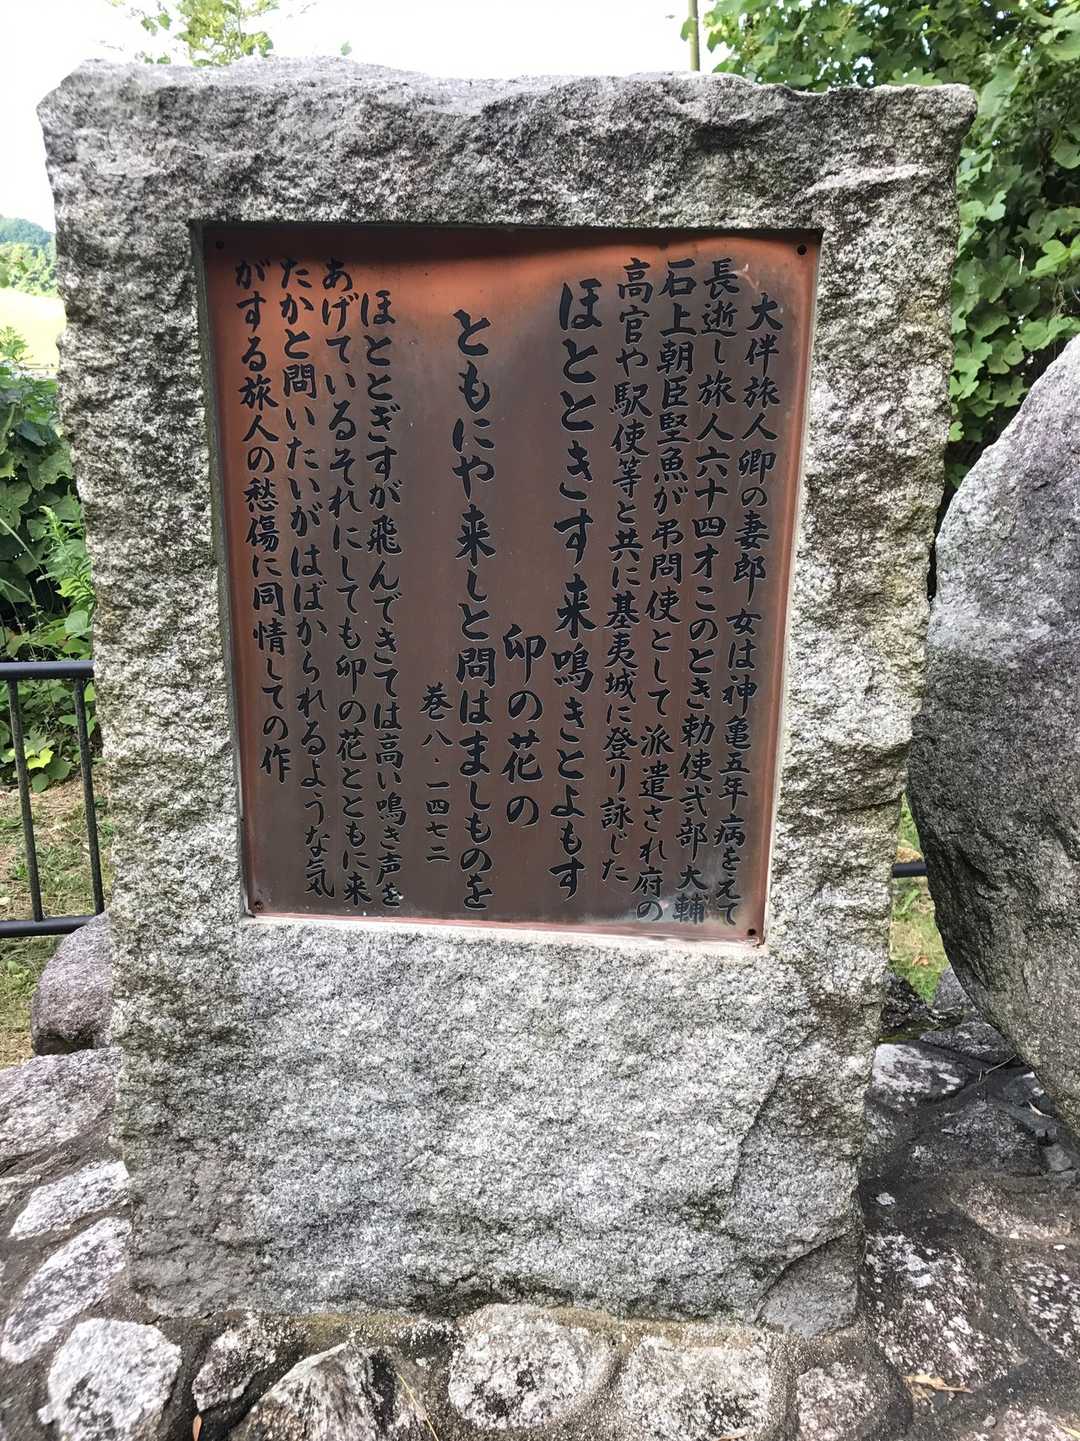 大伴旅人卿の妻郎女は神亀五年病をえて
長逝し旅人六十四才このとき勅使弐部大輔
石上朝臣堅魚が弔問使として派遣され府の
高官や駅使等と共に基夷城に登り詠じた
ほとときす来鳴きとよもす
卯の花の
ともにや来しと問はましものを
巻八・一四七二
ほととぎすが飛んできては高い鳴き声を
あげているそれにしても卯の花とともに来
たかと問いたいがはばかられるような気
がする旅人の愁傷に同情しての作